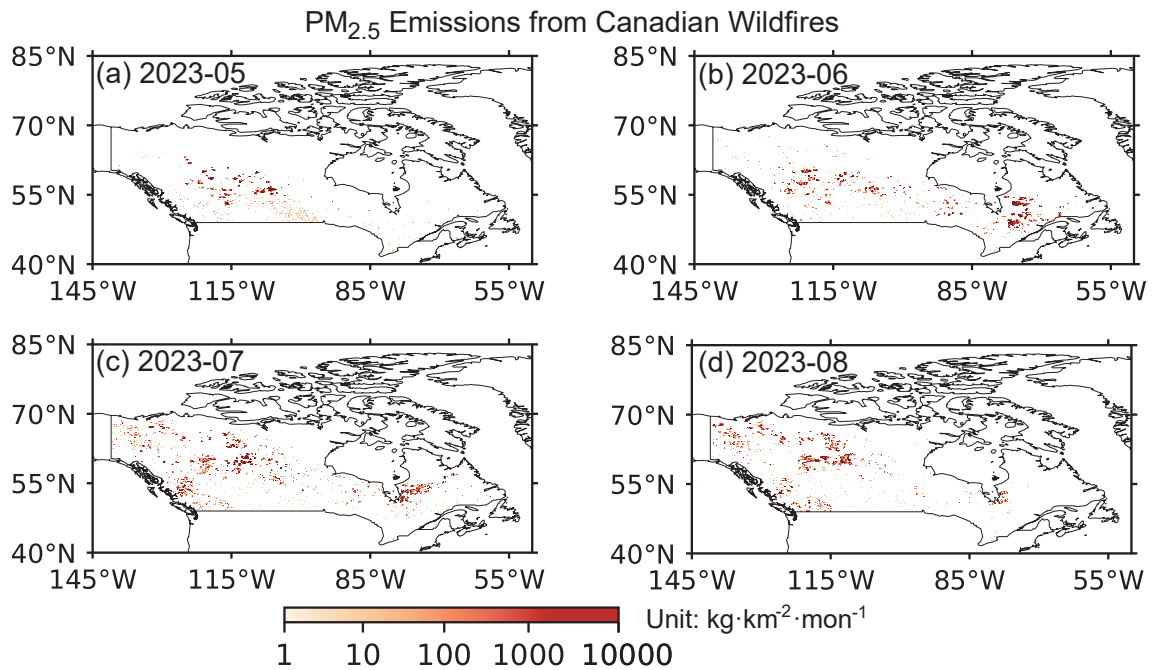 PM2.5 Emissions from Canadian Wildfires
85°N
(a) 2023-05
70°N
55°N
40°N
145°W 115°W 85°W 55°W
85°N
(b) 2023-06
70°N
55°N
40°N
145°W 115°W 85°W 55°W
85°N
(c) 2023-07
70°N
55°N
40°N
145°W 115°W 85°W 55°W
85°N
(d) 2023-08
70°N
55°N
40°N
145°W 115°W 85°W 55°W
1 10 100 1000 10000
Unit: kg·km⁻²·mon⁻¹